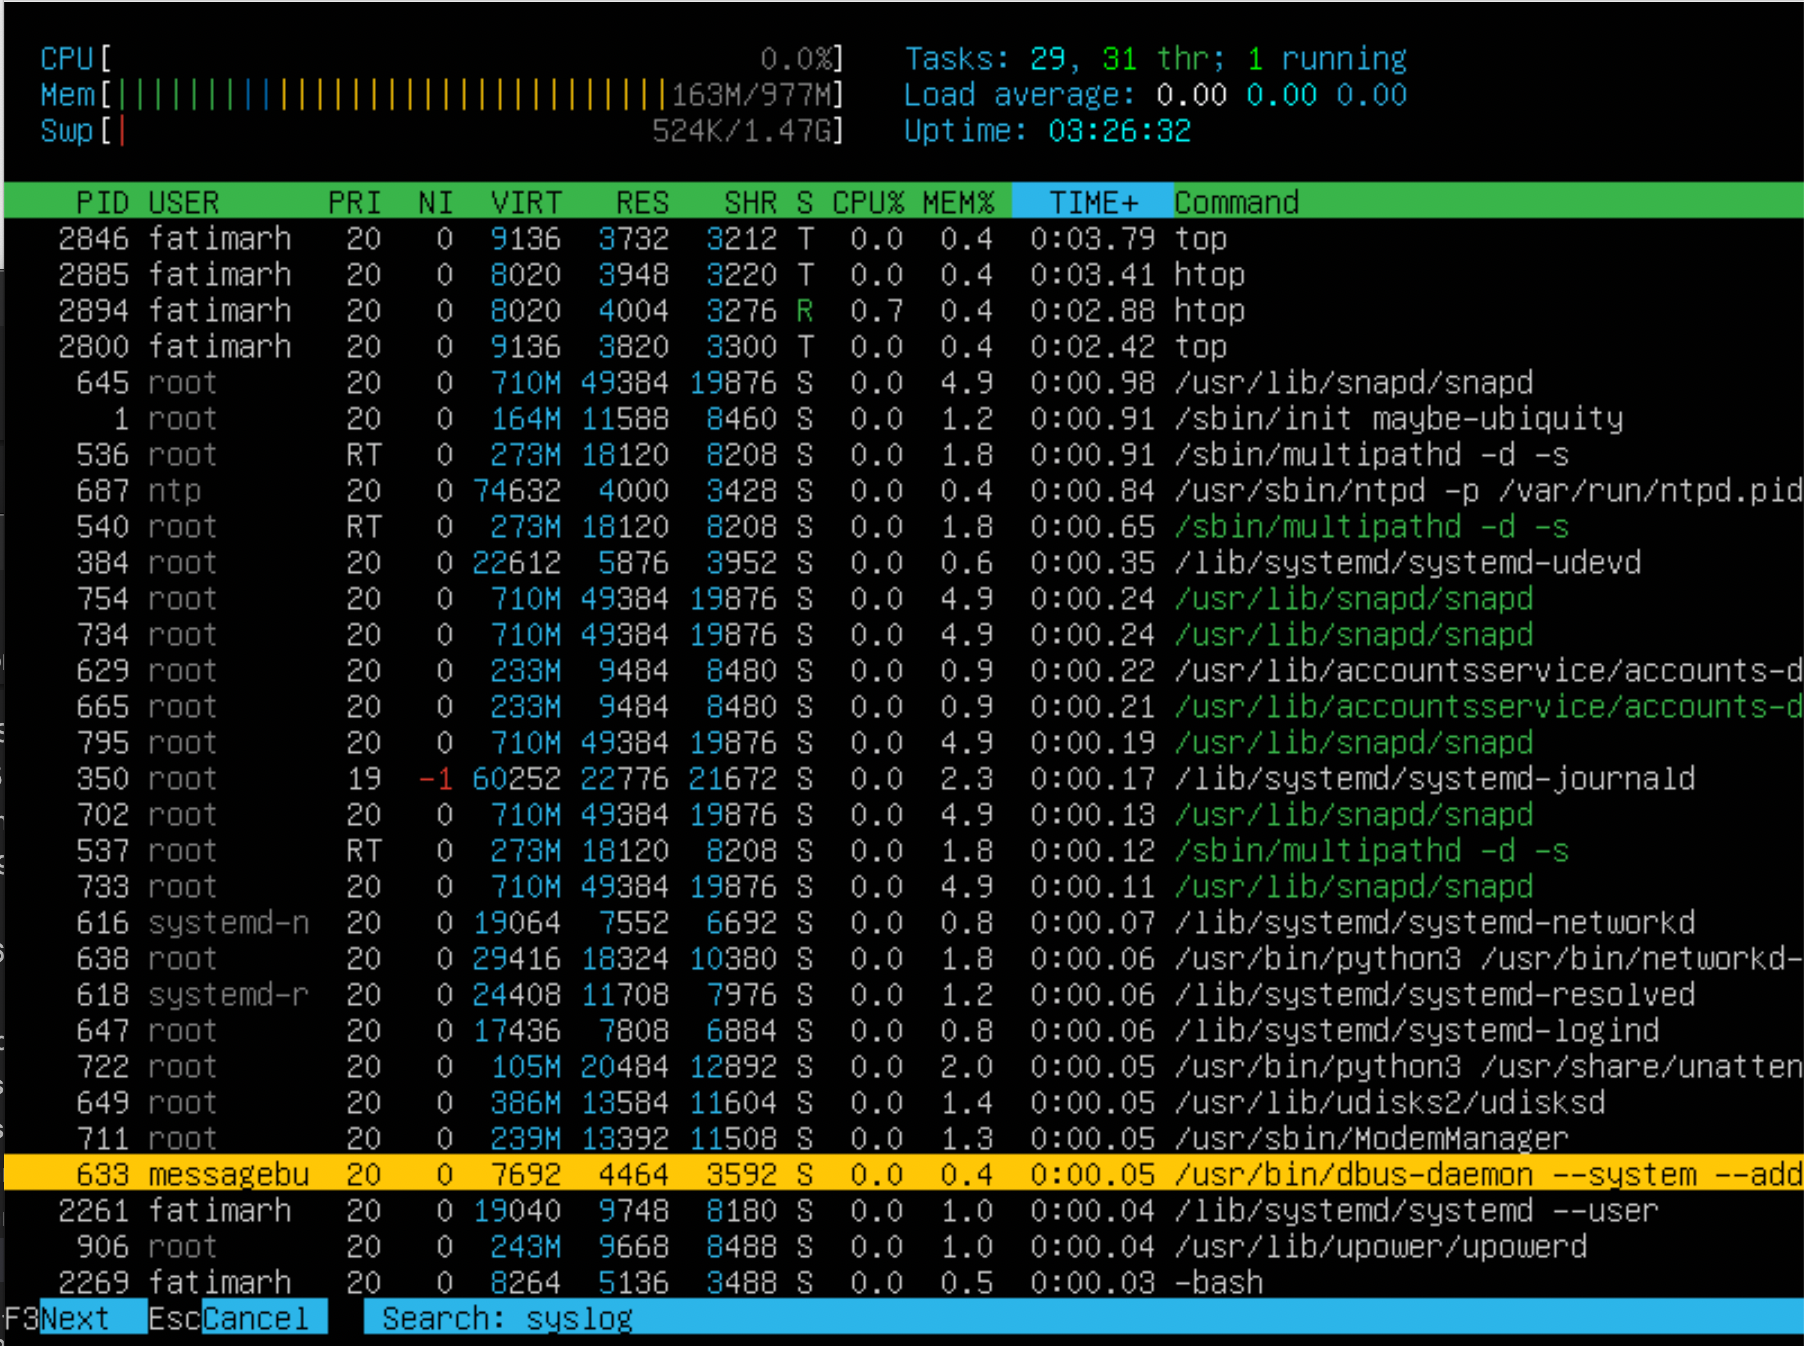 CPU[ 0.0%] Tasks: 29, 31 thr; 1 running
Mem[||||||||||||||||||||||||||||||||163M/977M] Load average: 0.00 0.00 0.00
Swp[| 524K/1.47G] Uptime: 03:26:32
PID USER PRI NI VIRT RES SHR S CPU% MEM% TIME+ Command
2846 fatimarh 20 0 9136 3732 3212 T 0.0 0.4 0:03.79 top
2885 fatimarh 20 0 8020 3948 3220 T 0.0 0.4 0:03.41 htop
2894 fatimarh 20 0 8020 4004 3276 R 0.7 0.4 0:02.88 htop
2800 fatimarh 20 0 9136 3820 3300 T 0.0 0.4 0:02.42 top
645 root 20 0 710M 49384 19876 S 0.0 4.9 0:00.98 /usr/lib/snapd/snapd
1 root 20 0 164M 11588 8460 S 0.0 1.2 0:00.91 /sbin/init maybe-ubiquity
536 root RT 0 273M 18120 8208 S 0.0 1.8 0:00.91 /sbin/multipathd -d -s
687 ntp 20 0 74632 4000 3428 S 0.0 0.4 0:00.84 /usr/sbin/ntpd -p /var/run/ntpd.pid
540 root RT 0 273M 18120 8208 S 0.0 1.8 0:00.65 /sbin/multipathd -d -s
384 root 20 0 22612 5876 3952 S 0.0 0.6 0:00.35 /lib/systemd/systemd-udevd
754 root 20 0 710M 49384 19876 S 0.0 4.9 0:00.24 /usr/lib/snapd/snapd
734 root 20 0 710M 49384 19876 S 0.0 4.9 0:00.24 /usr/lib/snapd/snapd
629 root 20 0 233M 9484 8480 S 0.0 0.9 0:00.22 /usr/lib/accountsservice/accounts-d
665 root 20 0 233M 9484 8480 S 0.0 0.9 0:00.21 /usr/lib/accountsservice/accounts-d
795 root 20 0 710M 49384 19876 S 0.0 4.9 0:00.19 /usr/lib/snapd/snapd
350 root 19 -1 60252 22776 21672 S 0.0 2.3 0:00.17 /lib/systemd/systemd-journald
702 root 20 0 710M 49384 19876 S 0.0 4.9 0:00.13 /usr/lib/snapd/snapd
537 root RT 0 273M 18120 8208 S 0.0 1.8 0:00.12 /sbin/multipathd -d -s
733 root 20 0 710M 49384 19876 S 0.0 4.9 0:00.11 /usr/lib/snapd/snapd
616 systemd-n 20 0 19064 7552 6692 S 0.0 0.8 0:00.07 /lib/systemd/systemd-networkd
638 root 20 0 29416 18324 10380 S 0.0 1.8 0:00.06 /usr/bin/python3 /usr/bin/networkd-
618 systemd-r 20 0 24408 11708 7976 S 0.0 1.2 0:00.06 /lib/systemd/systemd-resolved
647 root 20 0 17436 7808 6884 S 0.0 0.8 0:00.06 /lib/systemd/systemd-logind
722 root 20 0 105M 20484 12892 S 0.0 2.0 0:00.05 /usr/bin/python3 /usr/share/unatten
649 root 20 0 386M 13584 11604 S 0.0 1.4 0:00.05 /usr/lib/udisks2/udisksd
711 root 20 0 239M 13392 11508 S 0.0 1.3 0:00.05 /usr/sbin/ModemManager
633 messagebu 20 0 7692 4464 3592 S 0.0 0.4 0:00.05 /usr/bin/dbus-daemon --system --add
2261 fatimarh 20 0 19040 9748 8180 S 0.0 1.0 0:00.04 /lib/systemd/systemd --user
906 root 20 0 243M 9668 8488 S 0.0 1.0 0:00.04 /usr/lib/upower/upowerd
2269 fatimarh 20 0 8264 5136 3488 S 0.0 0.5 0:00.03 -bash
F3Next EscCancel Search: syslog